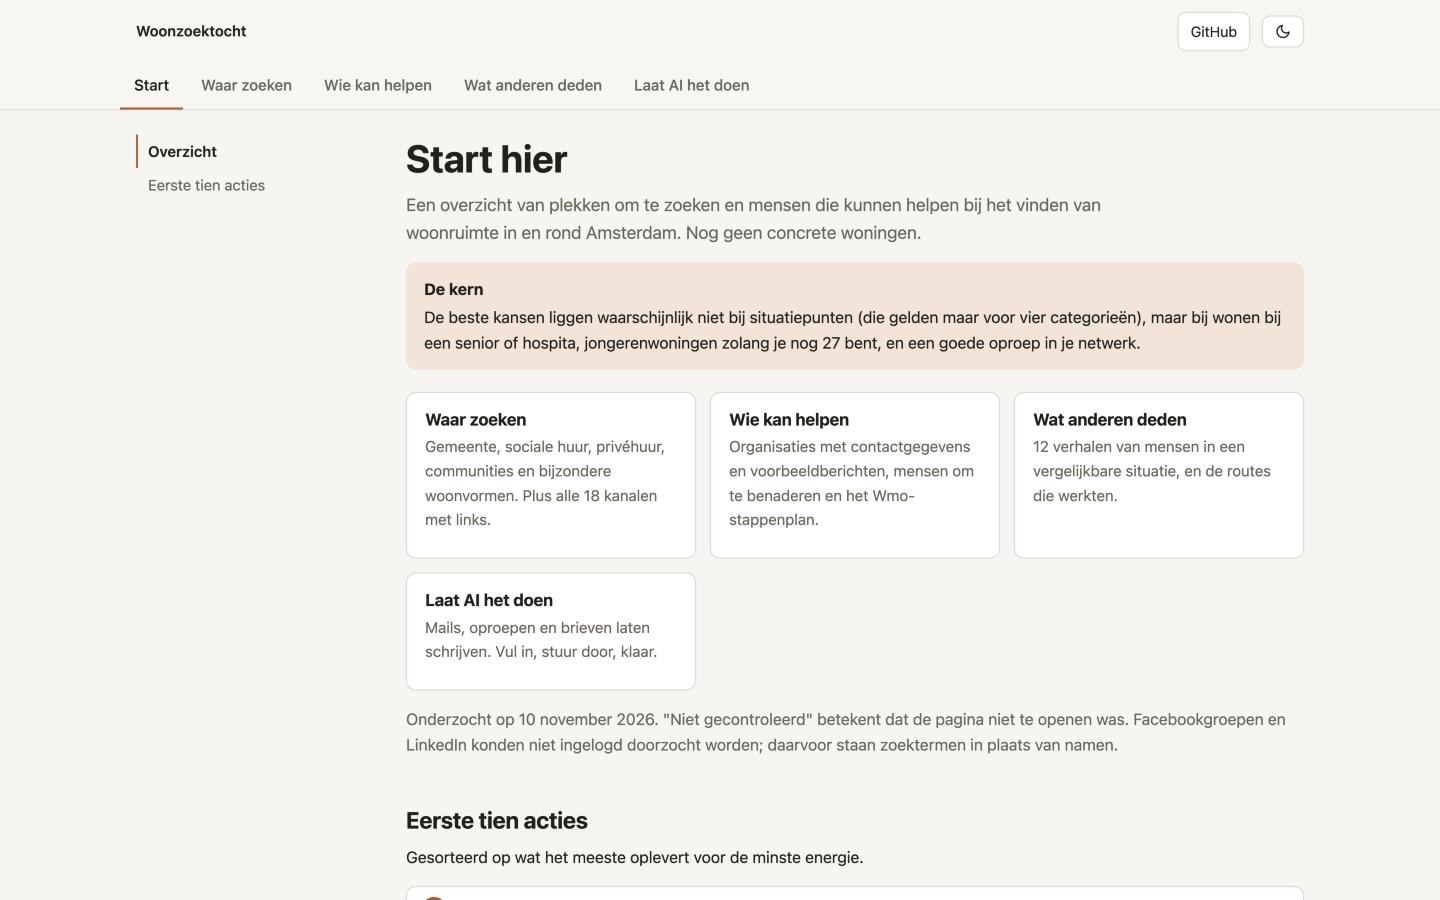 Woonzoektocht
GitHub
Start
Waar zoeken
Wie kan helpen
Wat anderen deden
Laat AI het doen
Overzicht
Eerste tien acties
Start hier
Een overzicht van plekken om te zoeken en mensen die kunnen helpen bij het vinden van
woonruimte in en rond Amsterdam. Nog geen concrete woningen.
De kern
De beste kansen liggen waarschijnlijk niet bij situatiepunten (die gelden maar voor vier categorieën), maar bij wonen bij
een senior of hospita, jongerenwoningen zolang je nog 27 bent, en een goede oproep in je netwerk.
Waar zoeken
Gemeente, sociale huur, privéhuur,
communities en bijzondere
woonvormen. Plus alle 18 kanalen
met links.
Wie kan helpen
Organisaties met contactgegevens
en voorbeeldberichten, mensen om
te benaderen en het Wmo-
stappenplan.
Wat anderen deden
12 verhalen van mensen in een
vergelijkbare situatie, en de routes
die werkten.
Laat AI het doen
Mails, oproepen en brieven laten
schrijven. Vul in, stuur door, klaar.
Onderzocht op 10 november 2026. "Niet gecontroleerd" betekent dat de pagina niet te openen was. Facebookgroepen en
LinkedIn konden niet ingelogd doorzocht worden; daarvoor staan zoektermen in plaats van namen.
Eerste tien acties
Gesorteerd op wat het meeste oplevert voor de minste energie.